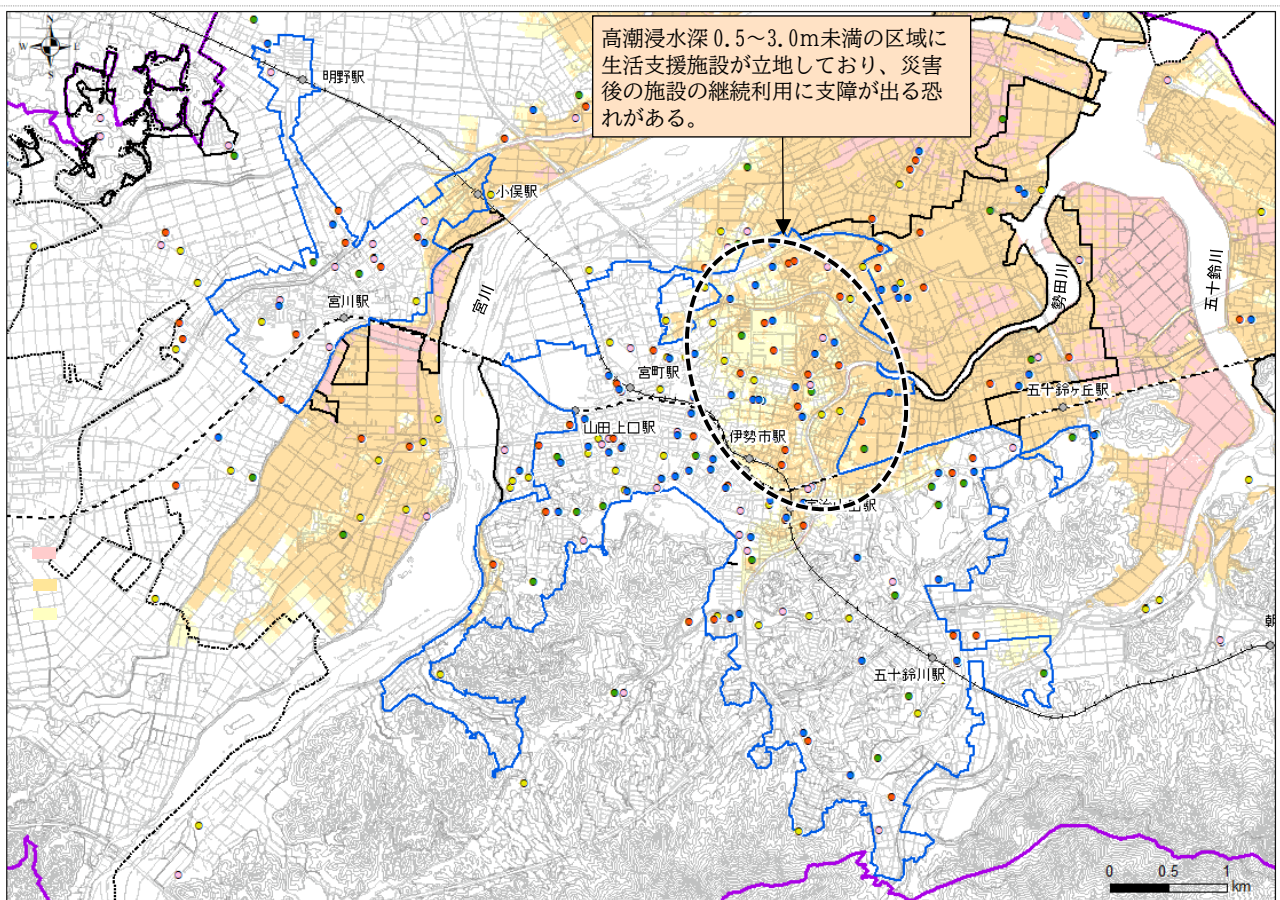 高潮浸水深 0.5～3.0m未満の区域に
生活支援施設が立地しており、災害
後の施設の継続利用に支障が出る恐
れがある。
N
W
E
S
明野駅
小俣駅
宮川駅
宮川
宮町駅
山田上口駅
伊勢市駅
勢田川
五十鈴川
五十鈴ヶ丘駅
五十鈴川駅
朝
0 0.5 1
km